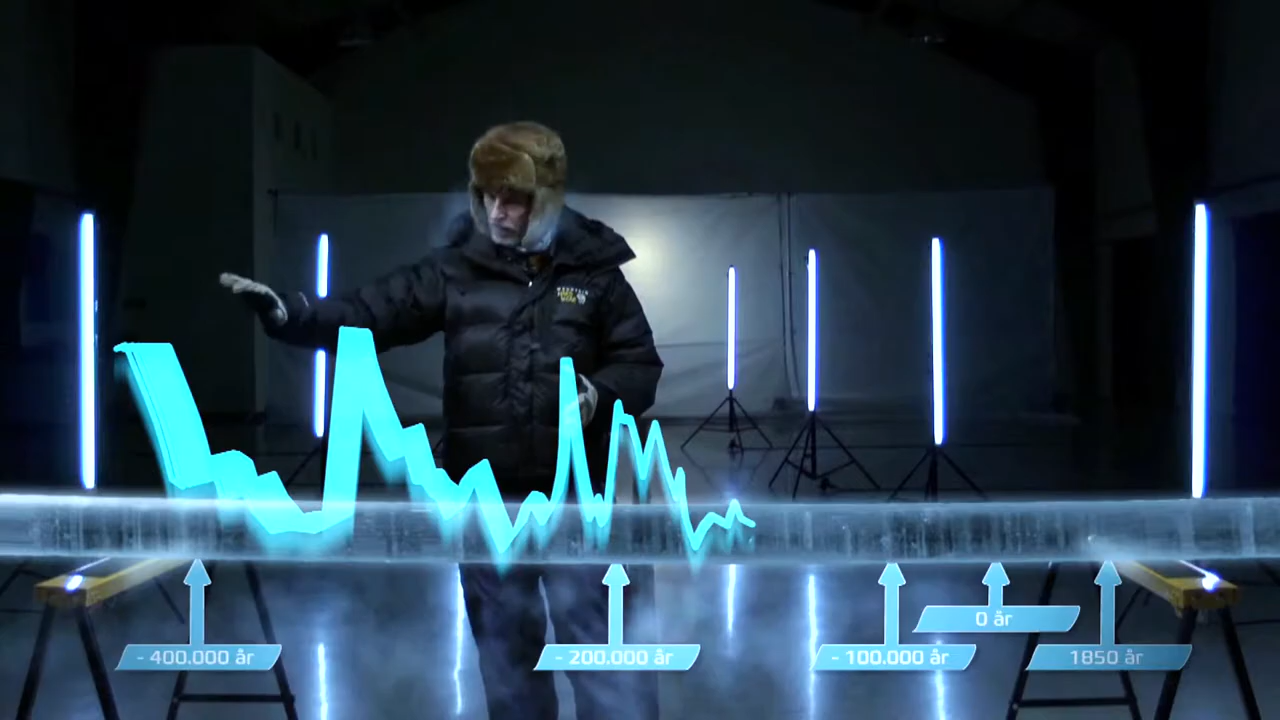 0 år
- 400.000 år
- 200.000 år
- 100.000 år
1850 år